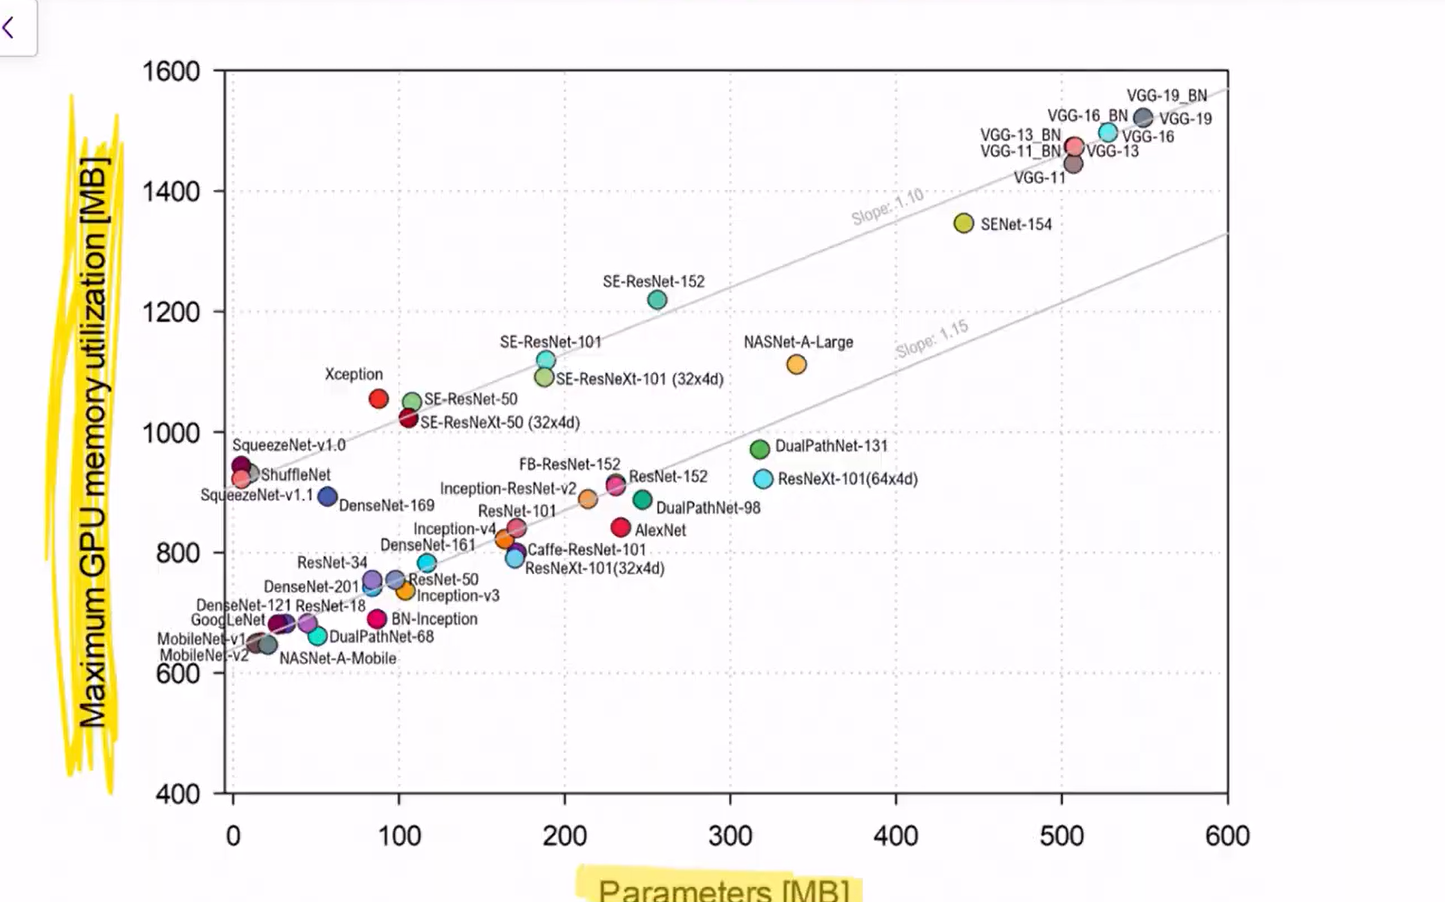 Maximum GPU memory utilization [MB]
1600
1400
1200
1000
800
600
400
0
100
200
300
400
500
600
Parameters [MB]
VGG-19_BN
VGG-16_BN
VGG-19
VGG-13_BN
VGG-16
VGG-11_BN
VGG-13
VGG-11
Slope: 1.10
SENet-154
SE-ResNet-152
Slope: 1.15
SE-ResNet-101
NASNet-A-Large
Xception
SE-ResNeXt-101 (32x4d)
SE-ResNet-50
SE-ResNeXt-50 (32x4d)
SqueezeNet-v1.0
DualPathNet-131
ShuffleNet
FB-ResNet-152
ResNet-152
ResNeXt-101(64x4d)
SqueezeNet-v1.1
Inception-ResNet-v2
DenseNet-169
DualPathNet-98
ResNet-101
Inception-v4
AlexNet
DenseNet-161
Caffe-ResNet-101
ResNet-34
ResNeXt-101(32x4d)
DenseNet-201
ResNet-50
Inception-v3
DenseNet-121
ResNet-18
GoogLeNet
BN-Inception
MobileNet-v1
DualPathNet-68
MobileNet-v2
NASNet-A-Mobile